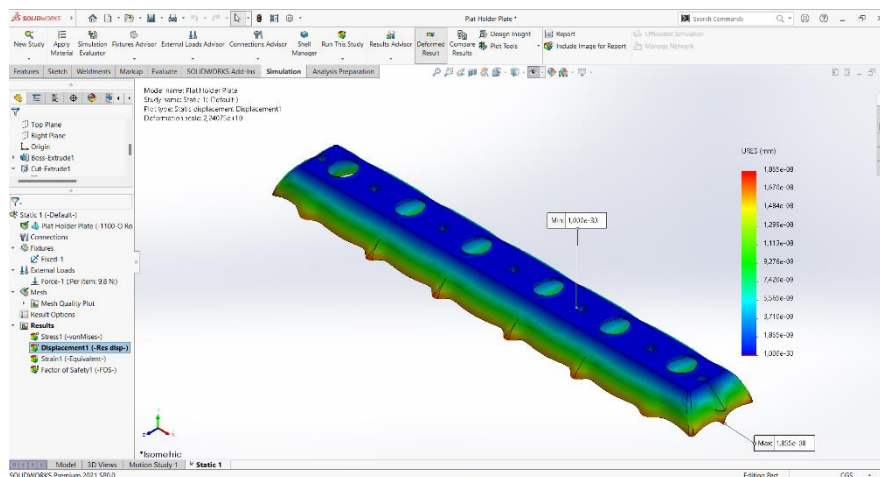 SOLIDWORKS
Plat Holder Plate *
Search Commands
New Study
Apply Material
Simulation Evaluator
Fixtures Advisor
External Loads Advisor
Connections Advisor
Shell Manager
Run This Study
Results Advisor
Deformed Result
Compare Results
Design Insight
Plot Tools
Report
Include Image for Report
Offloaded Simulation
Manage Network
Features
Sketch
Weldments
Markup
Evaluate
SOLIDWORKS Add-Ins
Simulation
Analysis Preparation
Top Plane
Right Plane
Origin
Boss-Extrude1
Cut-Extrude1
Static 1 (-Default-)
Plat Holder Plate (-1100-O Ro
Connections
Fixtures
Fixed-1
External Loads
Force-1 (:Per item: 9,8 N:)
Mesh
Mesh Quality Plot
Result Options
Results
Stress1 (-vonMises-)
Displacement1 (-Res disp-)
Strain1 (-Equivalent-)
Factor of Safety1 (-FOS-)
Model name: Plat Holder Plate
Study name: Static 1(-Default-)
Plot type: Static displacement Displacement1
Deformation scale: 2,24075e+10
Min: 1,000e-30
Max: 1,855e-08
URES (mm)
1,855e-08
1,670e-08
1,484e-08
1,299e-08
1,113e-08
9,276e-09
7,420e-09
5,565e-09
3,710e-09
1,855e-09
1,000e-30
*Isometric
Model
3D Views
Motion Study 1
Static 1
SOLIDWORKS Premium 2021 SP0.0
Editing Part
CGS